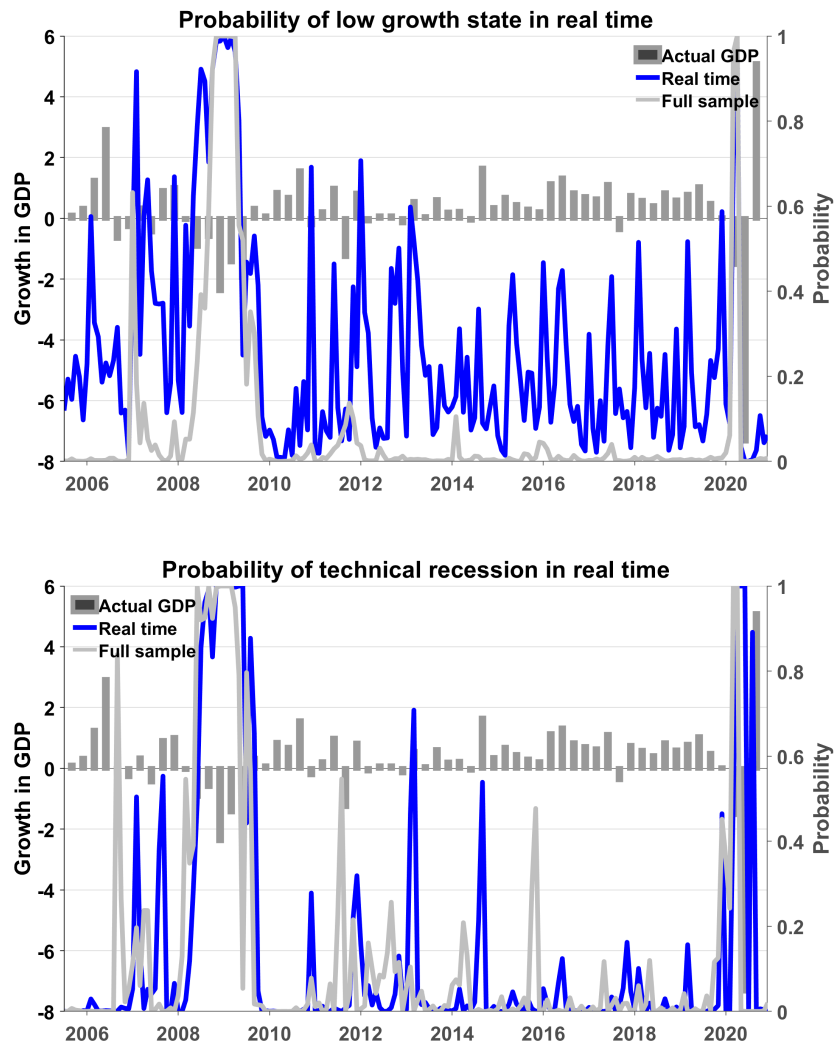 Probability of low growth state in real time
6
4
2
0
-2
-4
-6
-8
Growth in GDP
1
0.8
0.6
0.4
0.2
0
Probability
Actual GDP
Real time
Full sample
2006 2008 2010 2012 2014 2016 2018 2020
Probability of technical recession in real time
6
4
2
0
-2
-4
-6
-8
Growth in GDP
1
0.8
0.6
0.4
0.2
0
Probability
Actual GDP
Real time
Full sample
2006 2008 2010 2012 2014 2016 2018 2020